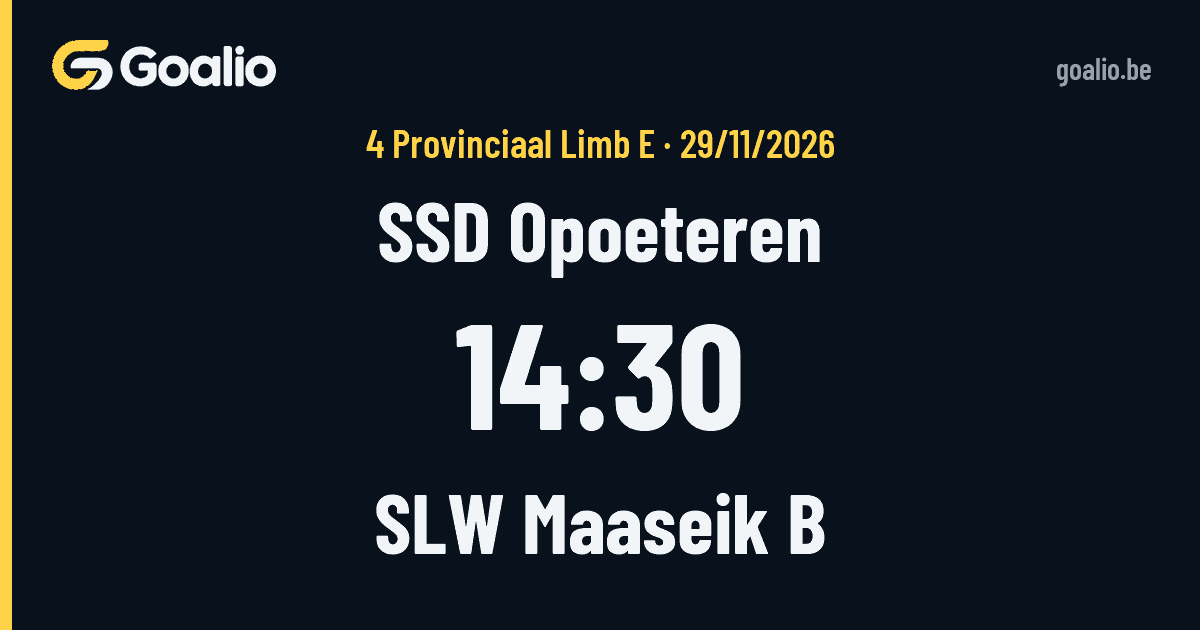 Goalio
goalio.be
4 Provinciaal Limb E · 29/11/2026
SSD Opoeteren
14:30
SLW Maaseik B